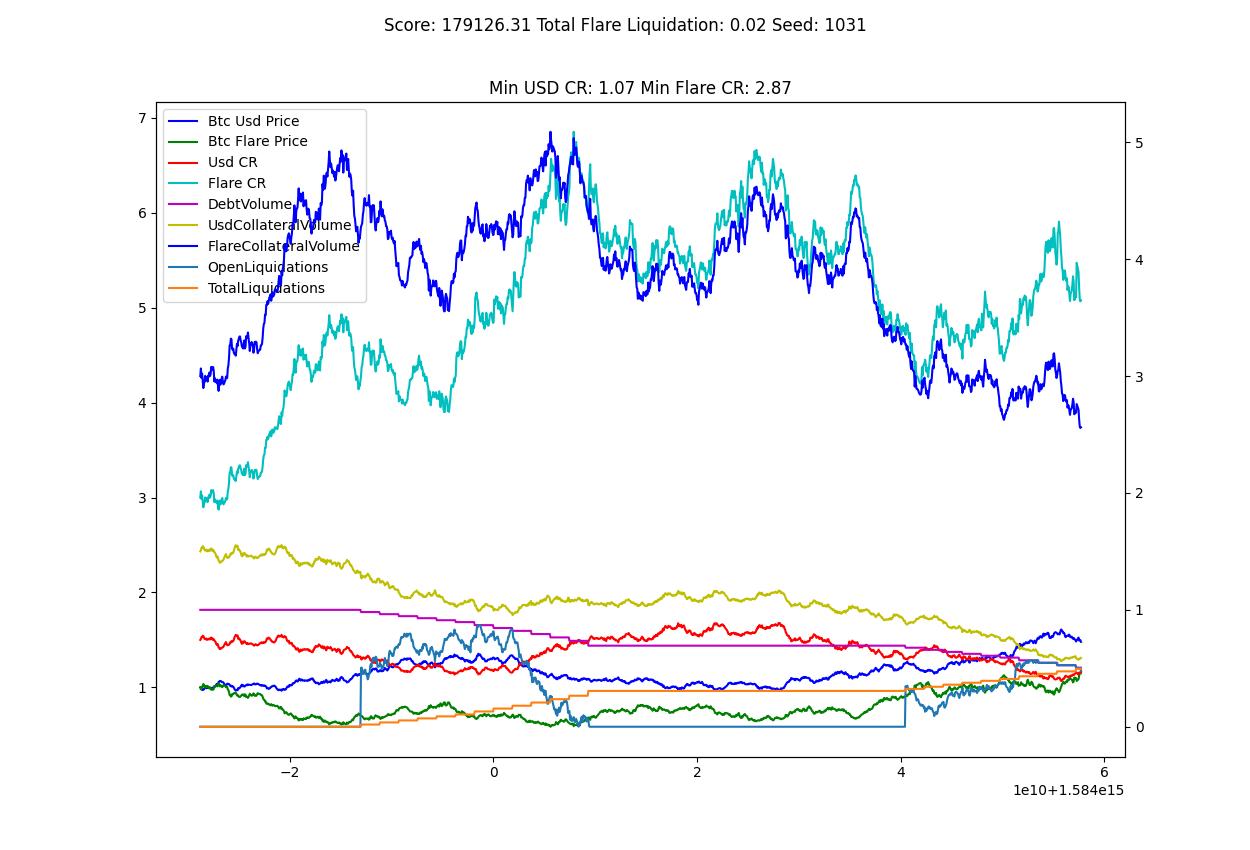 Score: 179126.31 Total Flare Liquidation: 0.02 Seed: 1031
Min USD CR: 1.07 Min Flare CR: 2.87
Btc Usd Price
Btc Flare Price
Usd CR
Flare CR
DebtVolume
UsdCollateralVolume
FlareCollateralVolume
OpenLiquidations
TotalLiquidations
7
6
5
4
3
2
1
5
4
3
2
1
0
−2
0
2
4
6
1e10+1.584e15